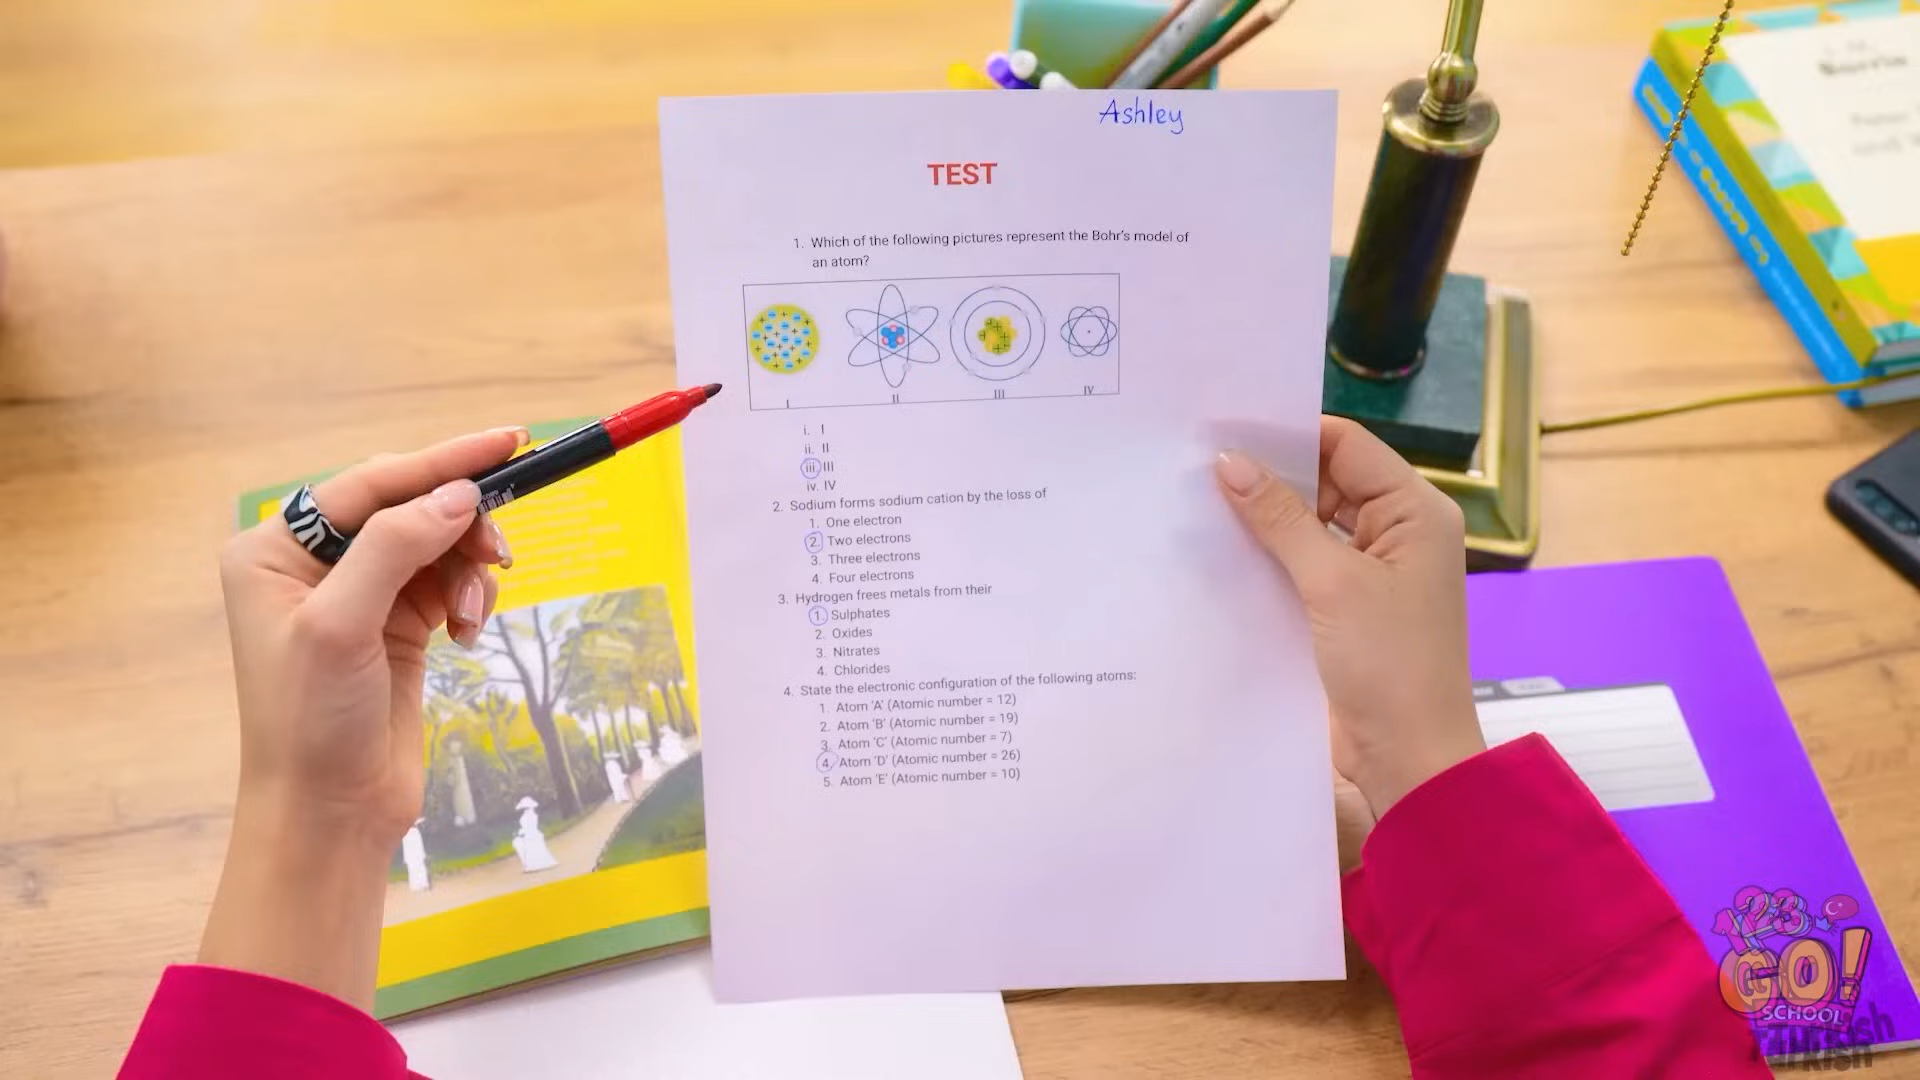 Ashley
TEST
1. Which of the following pictures represent the Bohr's model of
an atom?
I II III IV
i. I
ii. II
iii. III
iv. IV
2. Sodium forms sodium cation by the loss of
1. One electron
2. Two electrons
3. Three electrons
4. Four electrons
3. Hydrogen frees metals from their
1. Sulphates
2. Oxides
3. Nitrates
4. Chlorides
4. State the electronic configuration of the following atoms:
1. Atom 'A' (Atomic number = 12)
2. Atom 'B' (Atomic number = 19)
3. Atom 'C' (Atomic number = 7)
4. Atom 'D' (Atomic number = 26)
5. Atom 'E' (Atomic number = 10)
123
GO!
SCHOOL
Turkish
Turkish